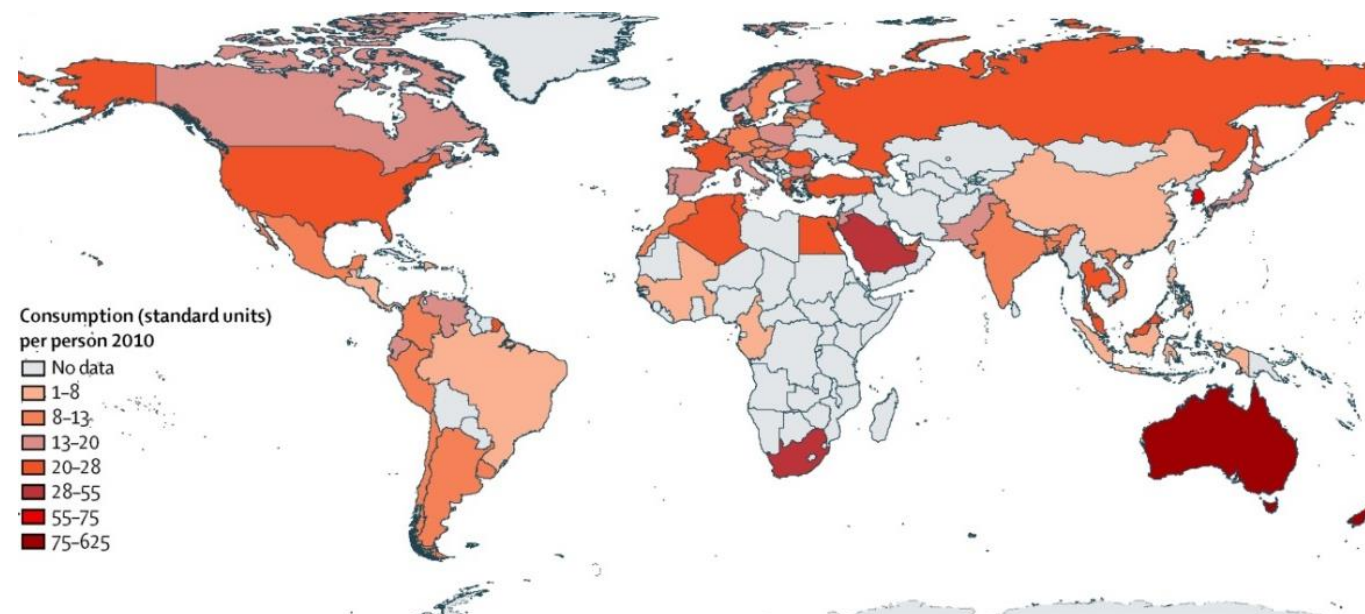 Consumption (standard units)
per person 2010
No data
1–8
8–13
13–20
20–28
28–55
55–75
75–625